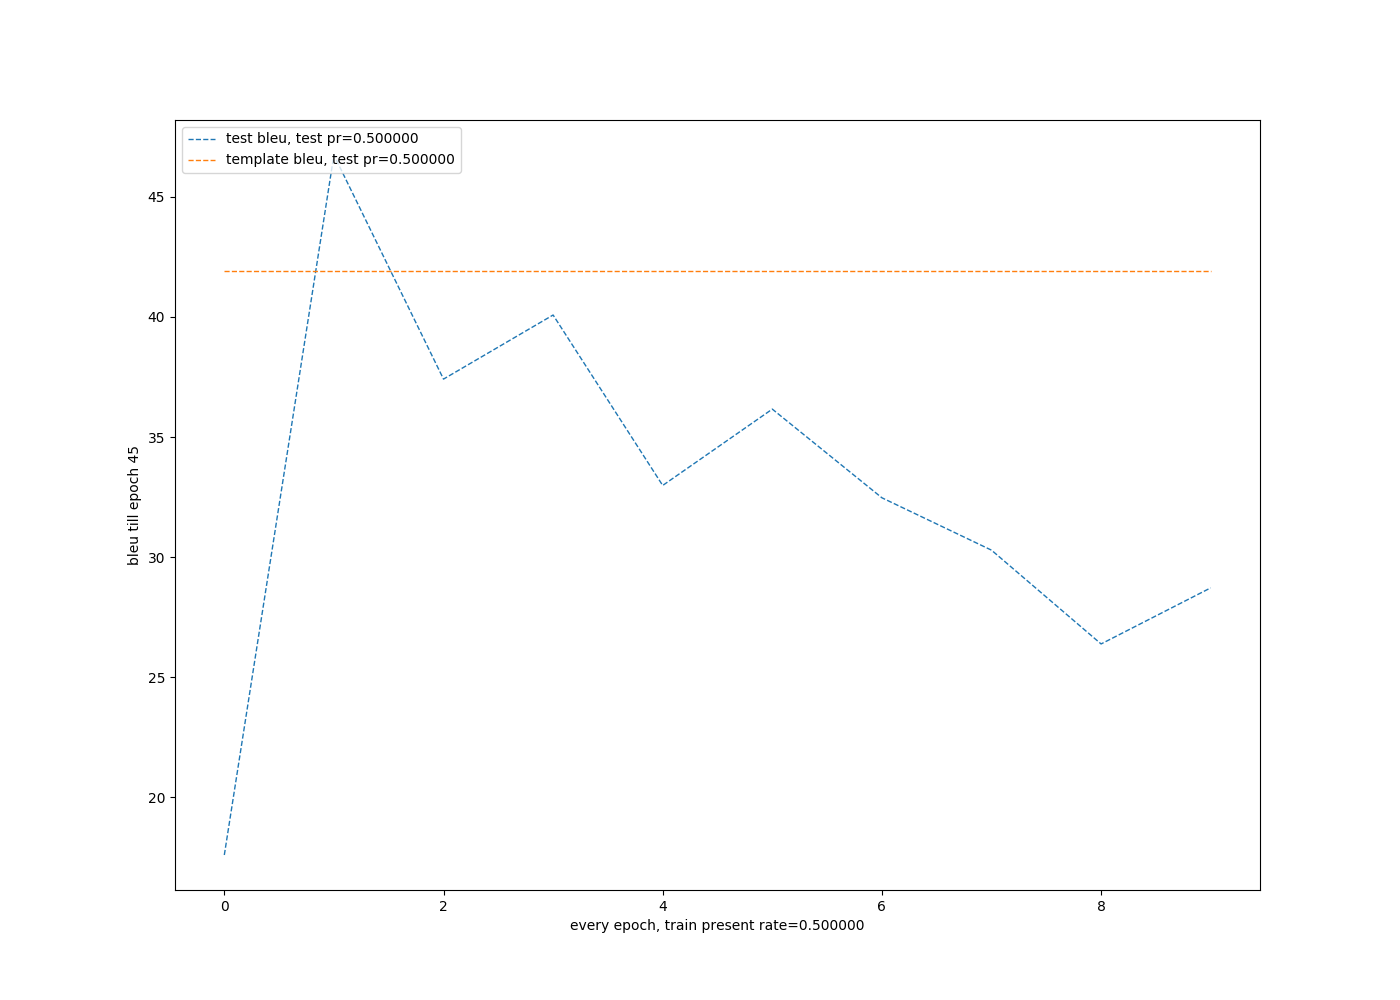 test bleu, test pr=0.500000
template bleu, test pr=0.500000
45
40
35
30
25
20
bleu till epoch 45
0 2 4 6 8
every epoch, train present rate=0.500000